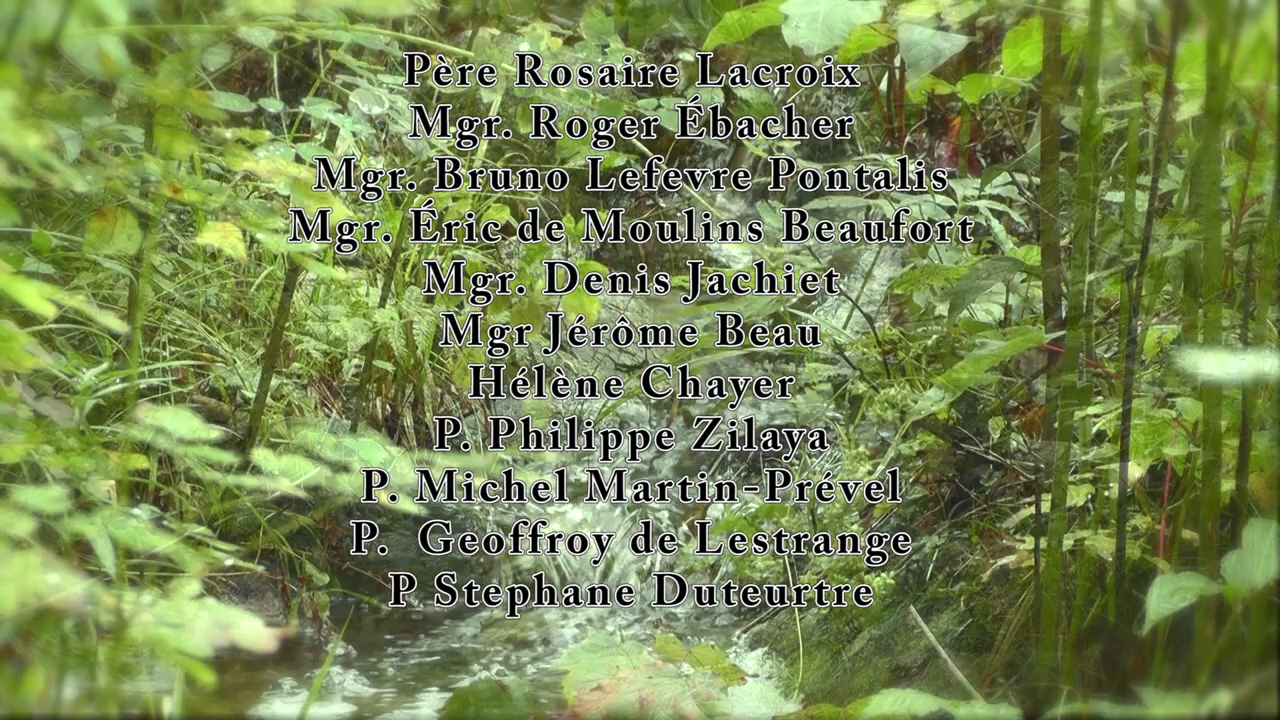 Père Rosaire Lacroix
Mgr. Roger Ébacher
Mgr. Bruno Lefevre Pontalis
Mgr. Éric de Moulins Beaufort
Mgr. Denis Jachiet
Mgr Jérôme Beau
Hélène Chayer
P. Philippe Zilaya
P. Michel Martin-Prével
P.  Geoffroy de Lestrange
P Stephane Duteurtre